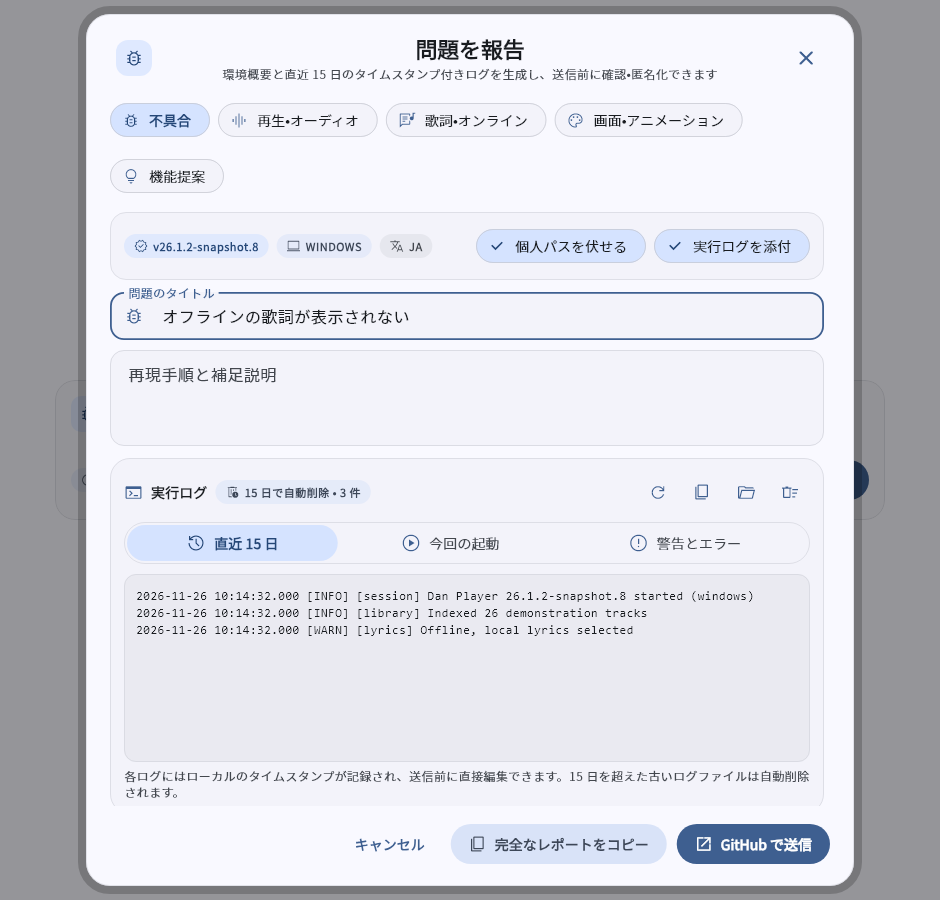 問題を報告
環境概要と直近 15 日のタイムスタンプ付きログを生成し、送信前に確認•匿名化できます
不具合
再生•オーディオ
歌詞•オンライン
画面•アニメーション
機能提案
v26.1.2-snapshot.8
WINDOWS
JA
個人パスを伏せる
実行ログを添付
問題のタイトル
オフラインの歌詞が表示されない
再現手順と補足説明
実行ログ
15 日で自動削除 • 3 件
直近 15 日
今回の起動
警告とエラー
2026-11-26 10:14:32.000 [INFO] [session] Dan Player 26.1.2-snapshot.8 started (windows)
2026-11-26 10:14:32.000 [INFO] [library] Indexed 26 demonstration tracks
2026-11-26 10:14:32.000 [WARN] [lyrics] Offline, local lyrics selected
各ログにはローカルのタイムスタンプが記録され、送信前に直接編集できます。15 日を超えた古いログファイルは自動削除
されます。
キャンセル
完全なレポートをコピー
GitHub で送信